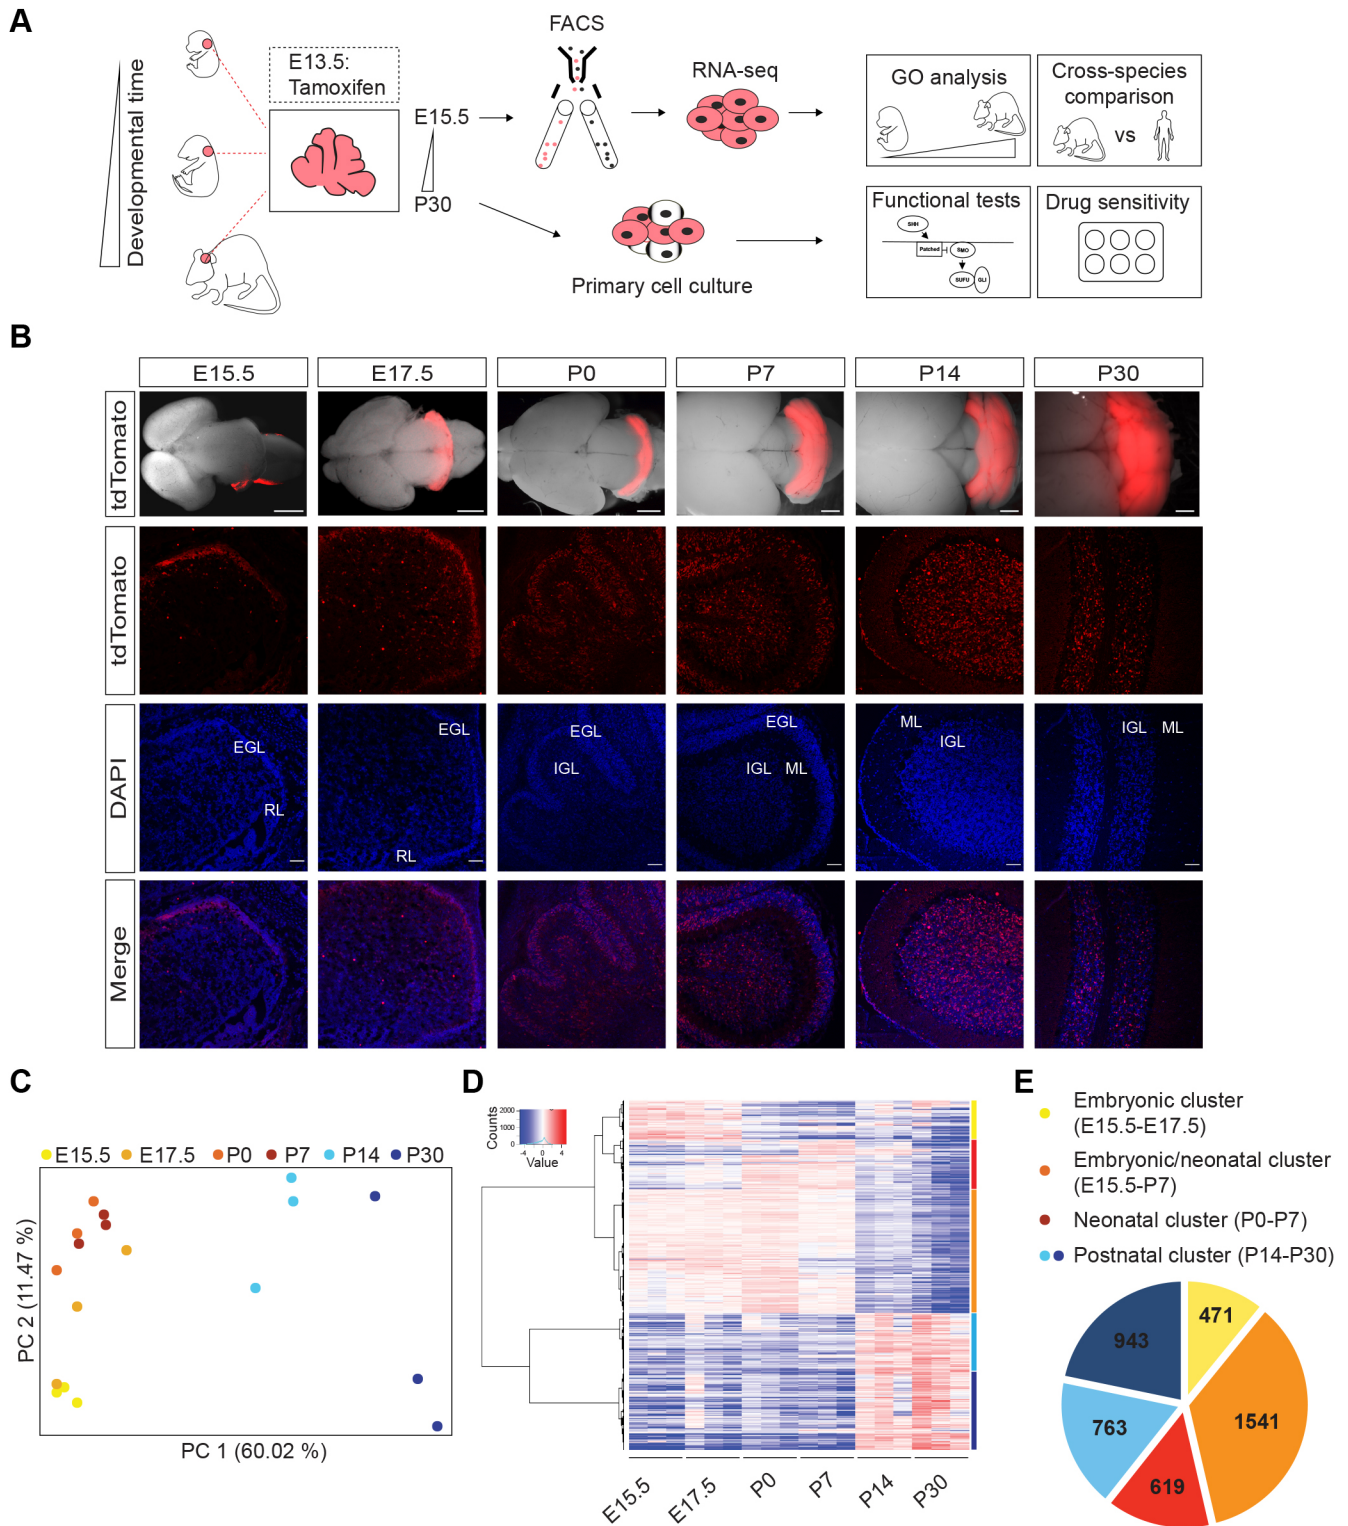 A
Developmental time
E13.5:
Tamoxifen
E15.5
P30
FACS
RNA-seq
Primary cell culture
GO analysis
Cross-species
comparison
vs
Functional tests
SHH
Patched
SMO
SUFU
GLI
Drug sensitivity
B
E15.5
E17.5
P0
P7
P14
P30
tdTomato
tdTomato
DAPI
EGL
RL
EGL
RL
EGL
IGL
EGL
IGL
ML
ML
IGL
IGL
ML
Merge
C
E15.5
E17.5
P0
P7
P14
P30
PC 2 (11.47 %)
PC 1 (60.02 %)
D
Counts
2000
1000
0
-4
0
4
Value
E15.5
E17.5
P0
P7
P14
P30
E
Embryonic cluster
(E15.5-E17.5)
Embryonic/neonatal cluster
(E15.5-P7)
Neonatal cluster (P0-P7)
Postnatal cluster (P14-P30)
943
471
763
1541
619